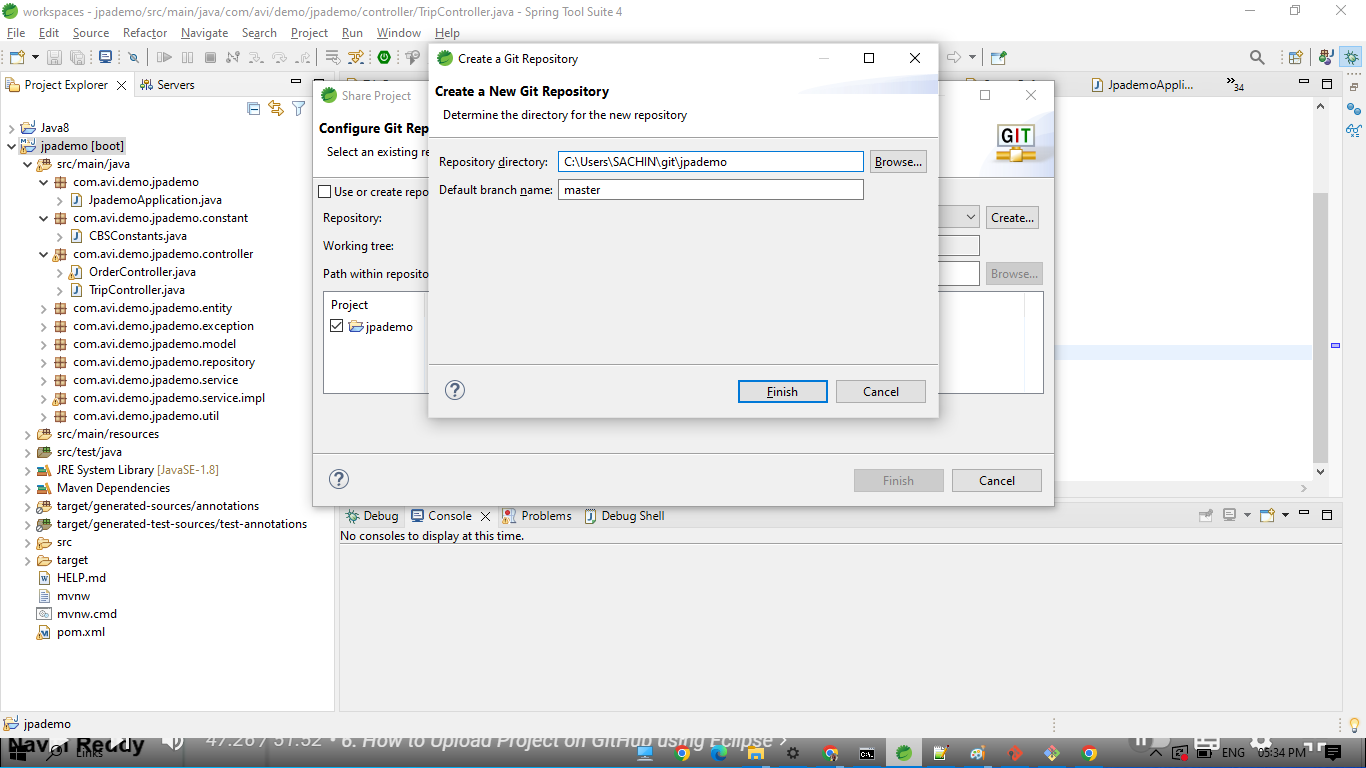 workspaces - jpademo/src/main/java/com/avi/demo/jpademo/controller/TripController.java - Spring Tool Suite 4
File Edit Source Refactor Navigate Search Project Run Window Help
Project Explorer
Servers
Java8
jpademo [boot]
src/main/java
com.avi.demo.jpademo
JpademoApplication.java
com.avi.demo.jpademo.constant
CBSConstants.java
com.avi.demo.jpademo.controller
OrderController.java
TripController.java
com.avi.demo.jpademo.entity
com.avi.demo.jpademo.exception
com.avi.demo.jpademo.model
com.avi.demo.jpademo.repository
com.avi.demo.jpademo.service
com.avi.demo.jpademo.service.impl
com.avi.demo.jpademo.util
src/main/resources
src/test/java
JRE System Library [JavaSE-1.8]
Maven Dependencies
target/generated-sources/annotations
target/generated-test-sources/test-annotations
src
target
HELP.md
mvnw
mvnw.cmd
pom.xml
JpademoAppli...
34
Share Project
Configure Git Rep
Select an existing re
GIT
Use or create repo
Repository:
Create...
Working tree:
Path within reposito
Browse...
Project
jpademo
Finish
Cancel
Create a Git Repository
Create a New Git Repository
Determine the directory for the new repository
Repository directory: C:\Users\SACHIN\git\jpademo Browse...
Default branch name: master
Finish
Cancel
Debug
Console
Problems
Debug Shell
No consoles to display at this time.
jpademo
Naval Reddy
Links
47:26 / 51:52 • 6. How to Upload Project on GitHub using Eclipse
ENG 05:34 PM